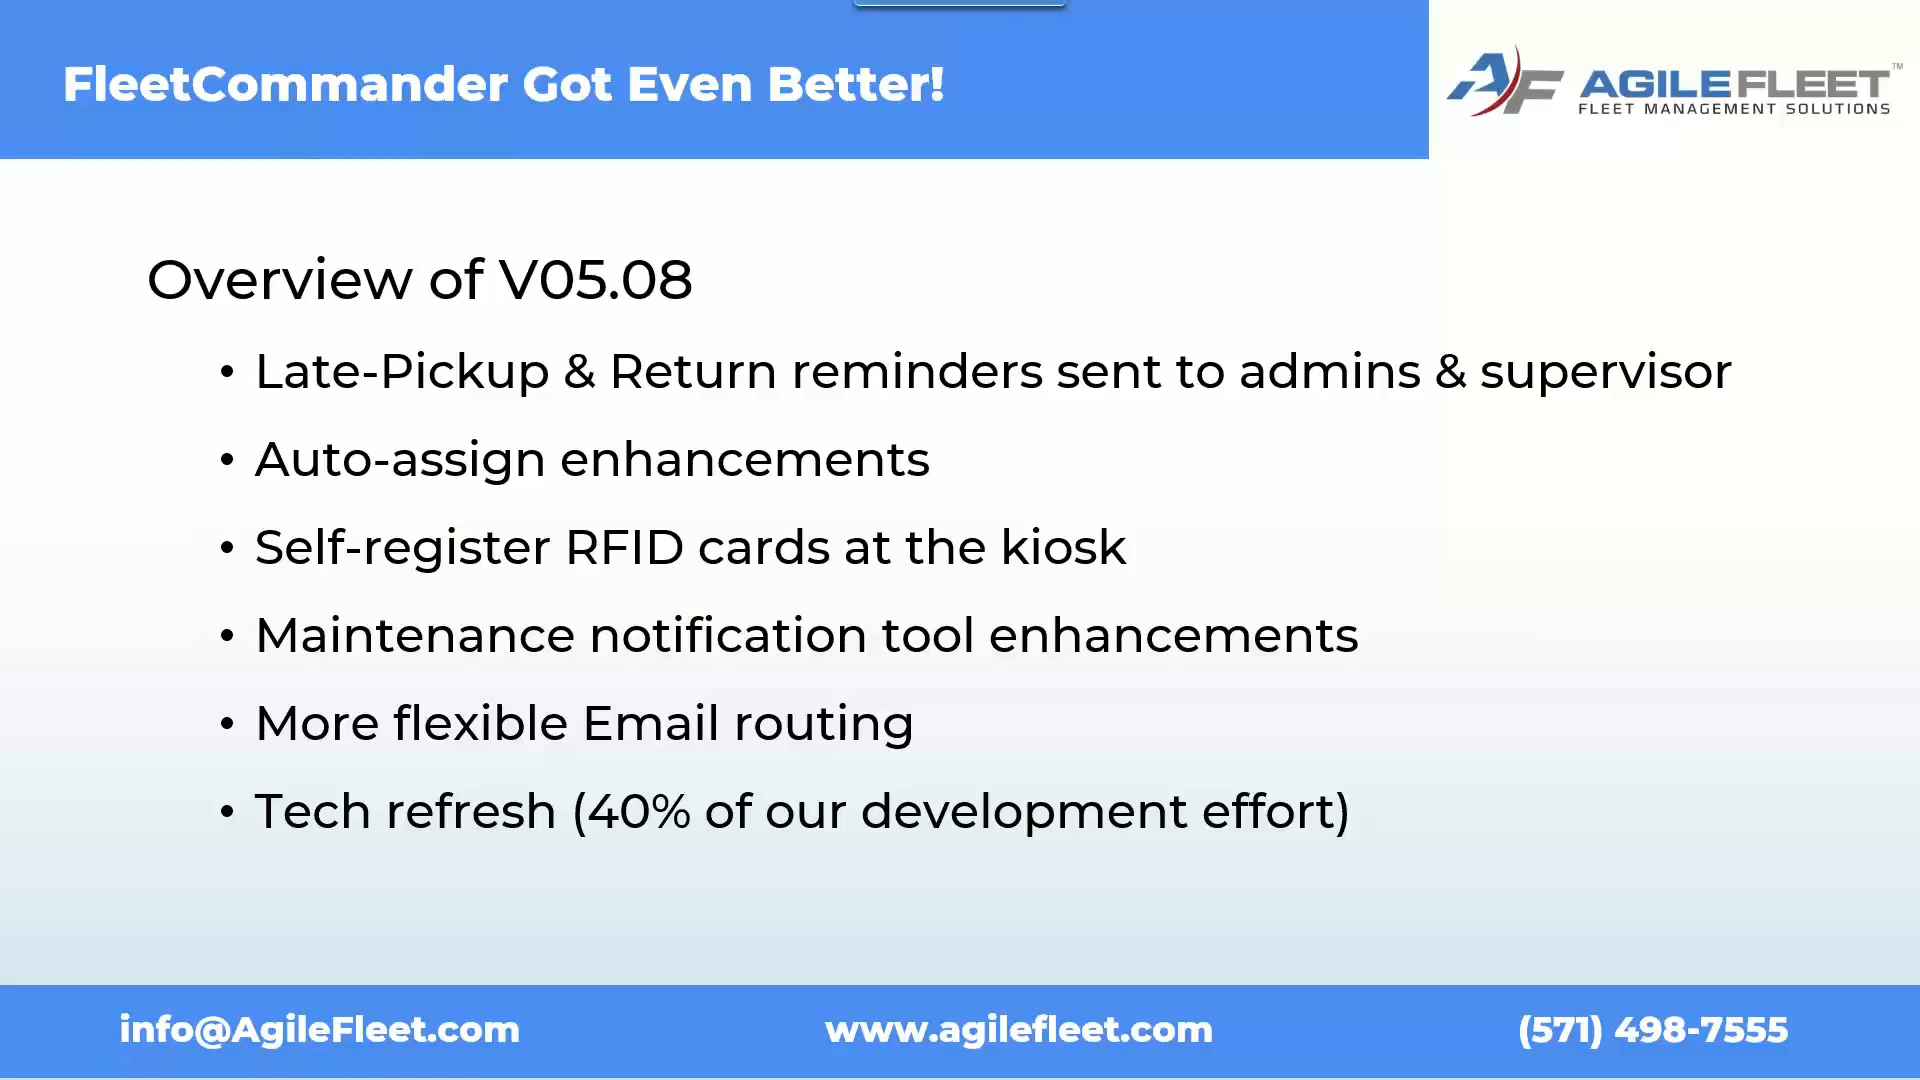 FleetCommander Got Even Better!
AF AGILEFLEET™
FLEET MANAGEMENT SOLUTIONS
Overview of V05.08
• Late-Pickup & Return reminders sent to admins & supervisor
• Auto-assign enhancements
• Self-register RFID cards at the kiosk
• Maintenance notification tool enhancements
• More flexible Email routing
• Tech refresh (40% of our development effort)
info@AgileFleet.com
www.agilefleet.com
(571) 498-7555